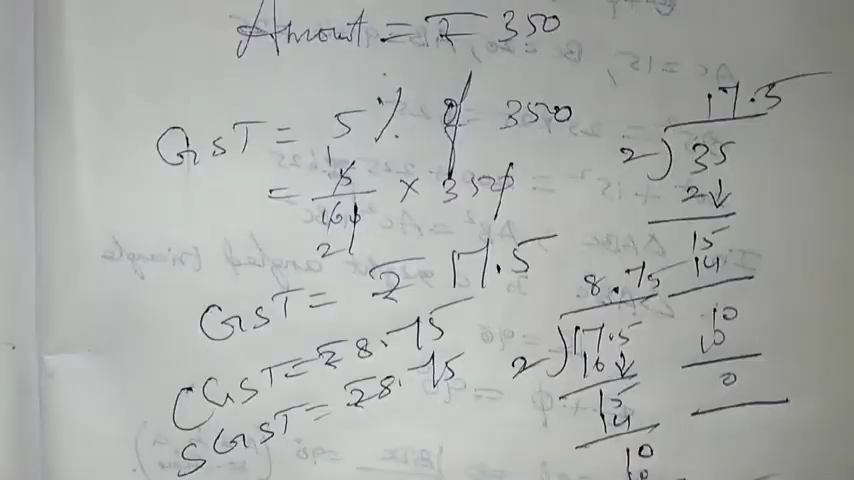 Amount = ₹ 350
GST = 5 % of 350
= 5/100 × 350
1
2
GST = ₹ 17.5
CGST = ₹ 8.75
SGST = ₹ 8.75
17.5
2) 35
2↓
15
14
10
10
0
8.75
2) 17.5
16↓
15
14
10
10